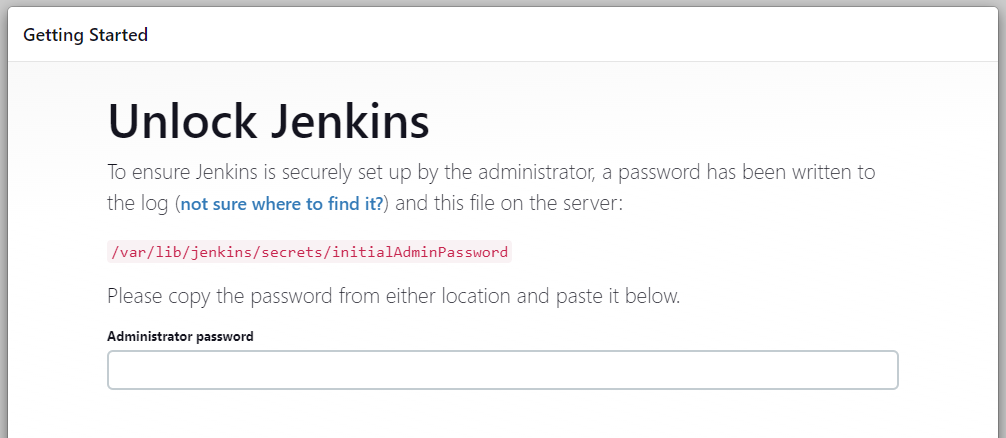 Getting Started
Unlock Jenkins
To ensure Jenkins is securely set up by the administrator, a password has been written to
the log (not sure where to find it?) and this file on the server:
/var/lib/jenkins/secrets/initialAdminPassword
Please copy the password from either location and paste it below.
Administrator password